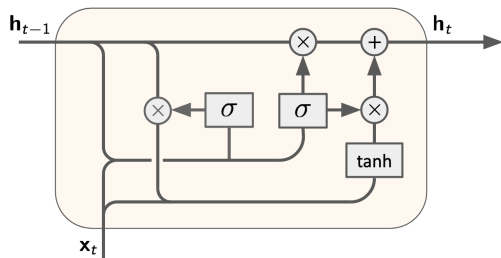 h_{t−1} h_t
× +
× σ σ ×
tanh
x_t